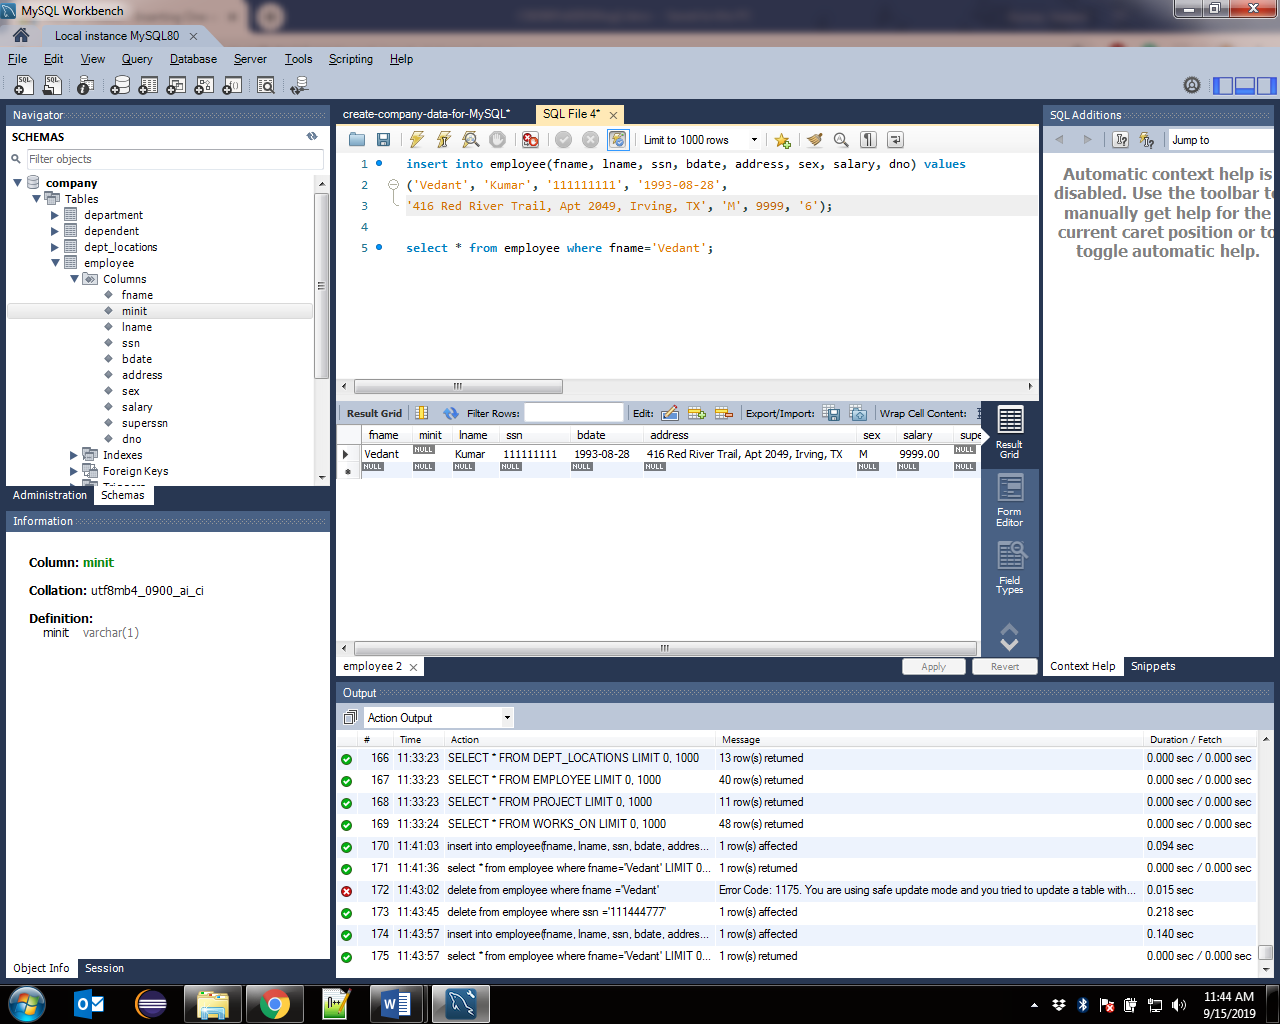 MySQL Workbench
Local instance MySQL80
File Edit View Query Database Server Tools Scripting Help
Navigator
SCHEMAS
Filter objects
company
Tables
department
dependent
dept_locations
employee
Columns
fname
minit
lname
ssn
bdate
address
sex
salary
superssn
dno
Indexes
Foreign Keys
Triggers
Administration Schemas
Information
Column: minit
Collation: utf8mb4_0900_ai_ci
Definition:
minit varchar(1)
Object Info Session
create-company-data-for-MySQL* SQL File 4*
Limit to 1000 rows
1 insert into employee(fname, lname, ssn, bdate, address, sex, salary, dno) values
2 ('Vedant', 'Kumar', '111111111', '1993-08-28',
3 '416 Red River Trail, Apt 2049, Irving, TX', 'M', 9999, '6');
4
5 select * from employee where fname='Vedant';
Result Grid Filter Rows: Edit: Export/Import: Wrap Cell Content:
fname minit lname ssn bdate address sex salary supe
Vedant NULL Kumar 111111111 1993-08-28 416 Red River Trail, Apt 2049, Irving, TX M 9999.00 NULL
NULL NULL NULL NULL NULL NULL NULL NULL NULL
Result
Grid
Form
Editor
Field
Types
employee 2 Apply Revert
SQL Additions
Jump to
Automatic context help is
disabled. Use the toolbar to
manually get help for the
current caret position or to
toggle automatic help.
Context Help Snippets
Output
Action Output
# Time Action Message Duration / Fetch
166 11:33:23 SELECT * FROM DEPT_LOCATIONS LIMIT 0, 1000 13 row(s) returned 0.000 sec / 0.000 sec
167 11:33:23 SELECT * FROM EMPLOYEE LIMIT 0, 1000 40 row(s) returned 0.000 sec / 0.000 sec
168 11:33:23 SELECT * FROM PROJECT LIMIT 0, 1000 11 row(s) returned 0.000 sec / 0.000 sec
169 11:33:24 SELECT * FROM WORKS_ON LIMIT 0, 1000 48 row(s) returned 0.000 sec / 0.000 sec
170 11:41:03 insert into employee(fname, lname, ssn, bdate, addres... 1 row(s) affected 0.094 sec
171 11:41:36 select * from employee where fname='Vedant' LIMIT 0... 1 row(s) returned 0.000 sec / 0.000 sec
172 11:43:02 delete from employee where fname ='Vedant' Error Code: 1175. You are using safe update mode and you tried to update a table with... 0.015 sec
173 11:43:45 delete from employee where ssn ='111444777' 1 row(s) affected 0.218 sec
174 11:43:57 insert into employee(fname, lname, ssn, bdate, addres... 1 row(s) affected 0.140 sec
175 11:43:57 select * from employee where fname='Vedant' LIMIT 0... 1 row(s) returned 0.000 sec / 0.000 sec
11:44 AM
9/15/2019